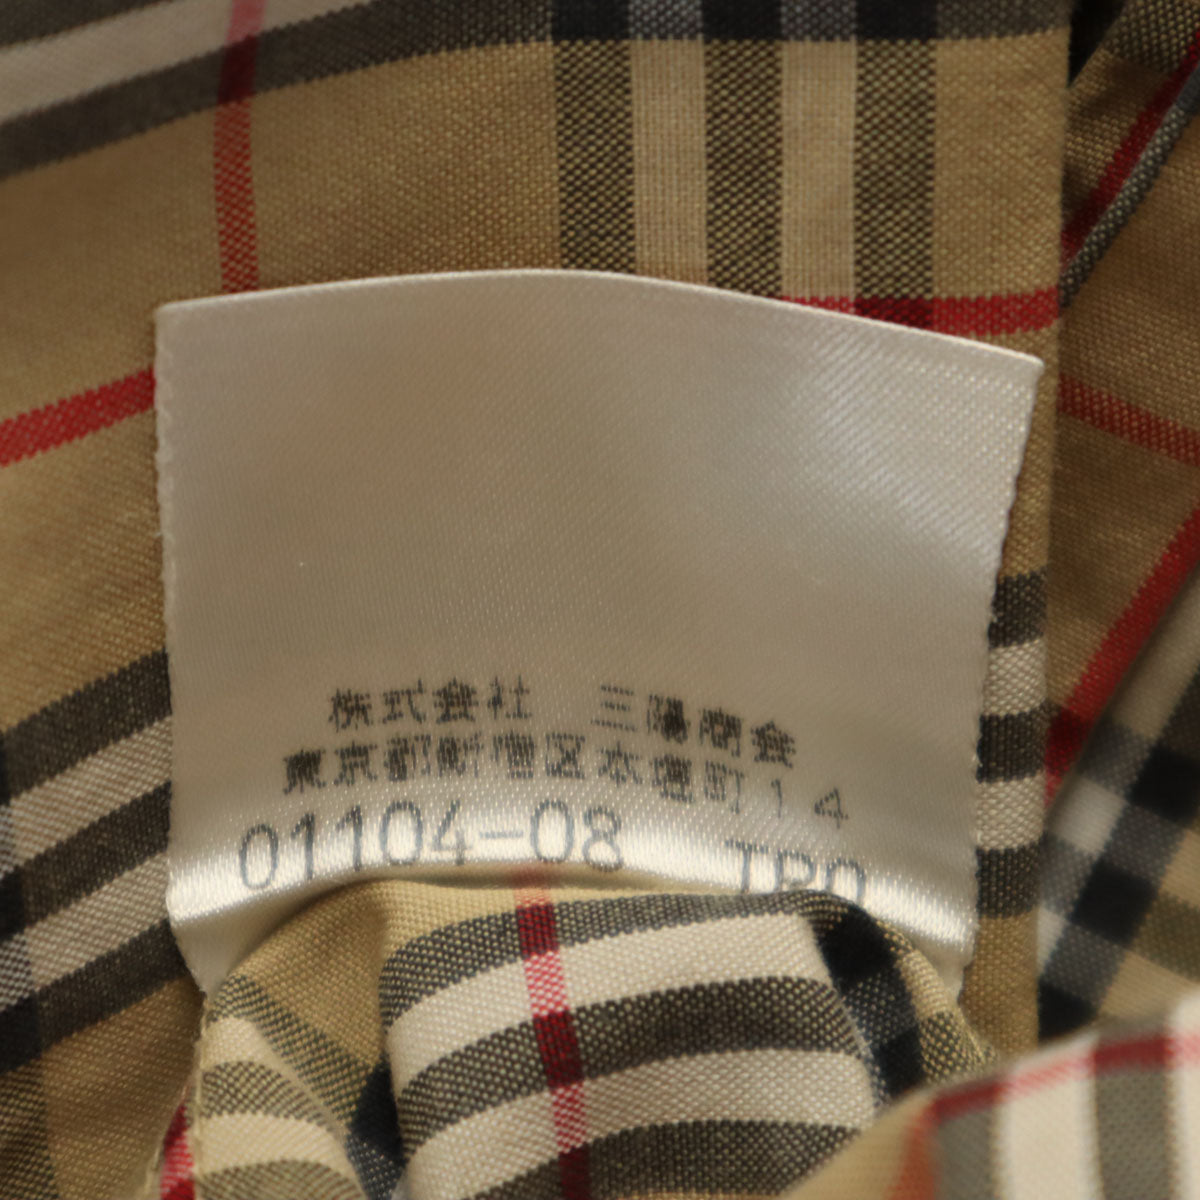 株式会社　三陽商会
東京都新宿区本塩町14
01104-08 TPO